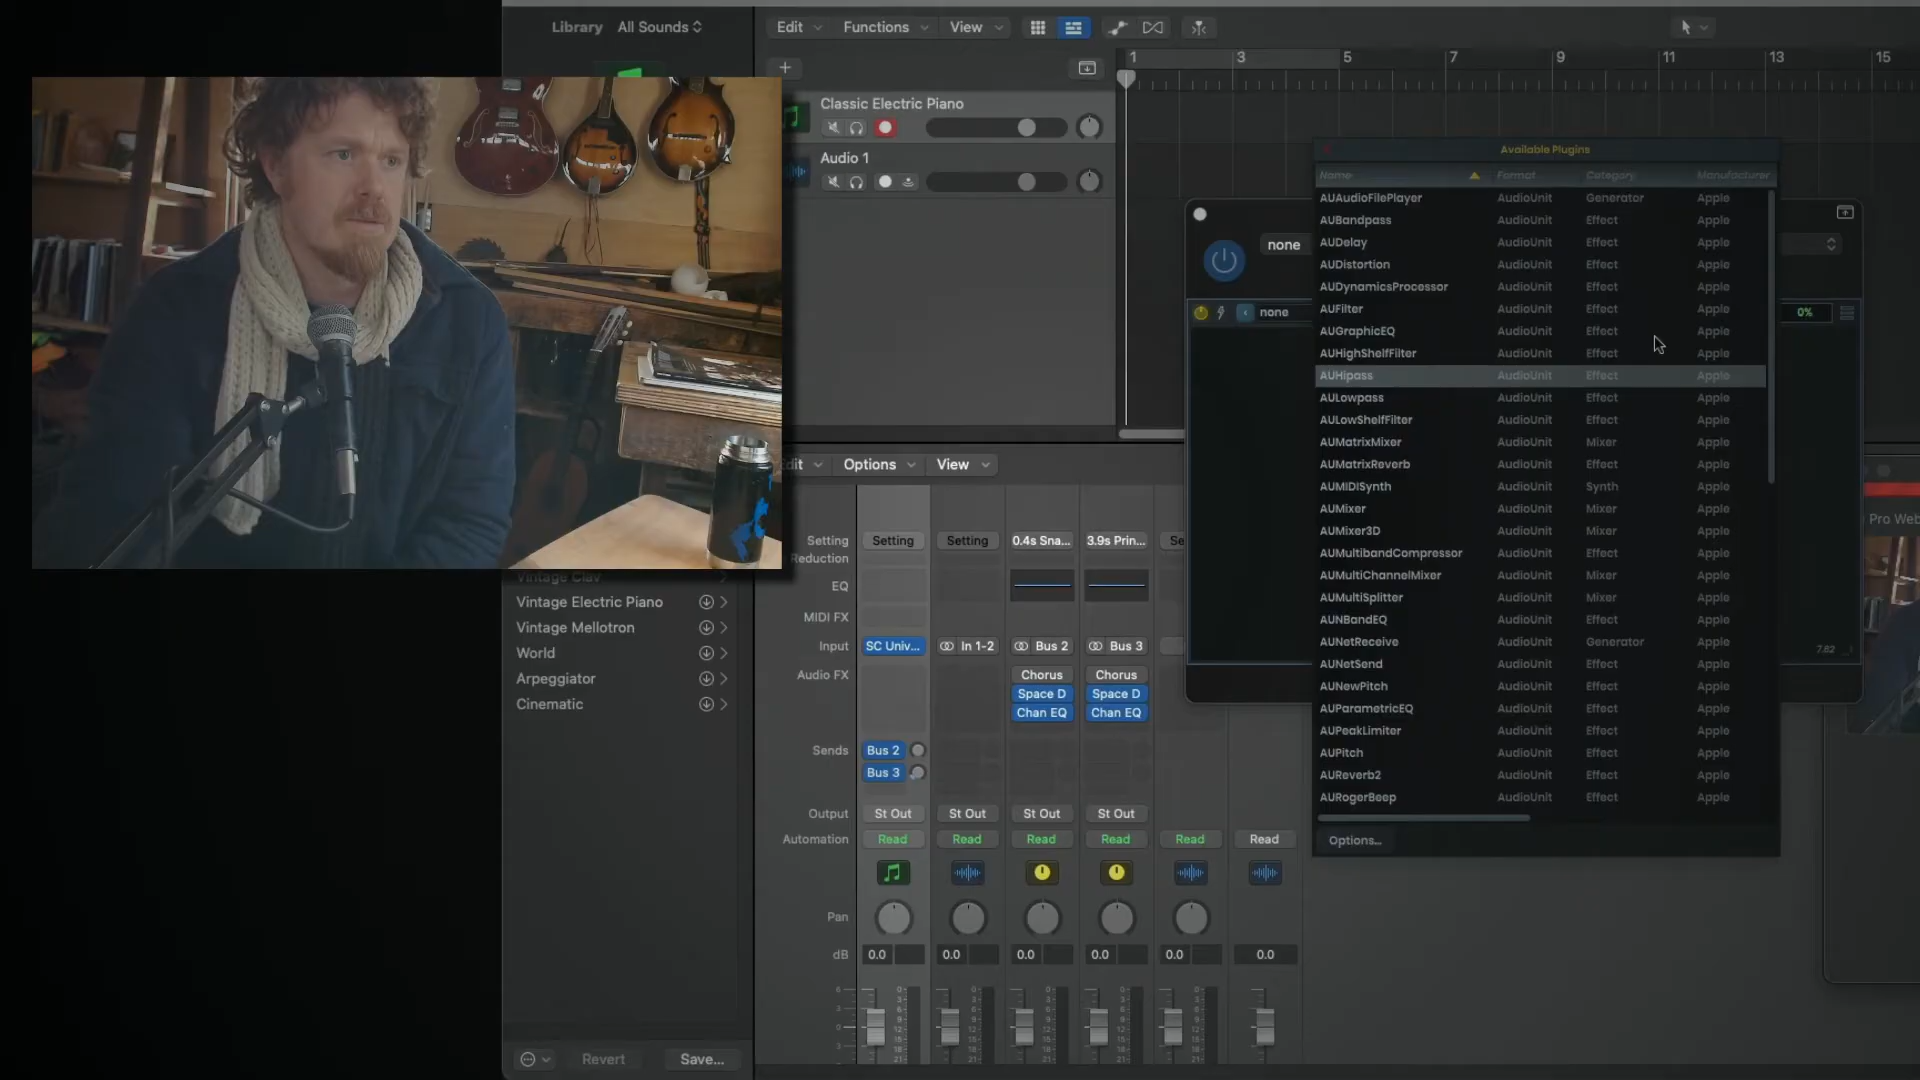 Library All Sounds
Edit Functions View
1 3 5 7 9 11 13 15
Classic Electric Piano
Audio 1
Available Plugins
Name Format Category Manufacturer
AUAudioFilePlayer AudioUnit Generator Apple
AUBandpass AudioUnit Effect Apple
AUDelay AudioUnit Effect Apple
AUDistortion AudioUnit Effect Apple
AUDynamicsProcessor AudioUnit Effect Apple
AUFilter AudioUnit Effect Apple
AUGraphicEQ AudioUnit Effect Apple
AUHighShelfFilter AudioUnit Effect Apple
AUHipass AudioUnit Effect Apple
AULowpass AudioUnit Effect Apple
AULowShelfFilter AudioUnit Effect Apple
AUMatrixMixer AudioUnit Mixer Apple
AUMatrixReverb AudioUnit Effect Apple
AUMIDISynth AudioUnit Synth Apple
AUMixer AudioUnit Mixer Apple
AUMixer3D AudioUnit Mixer Apple
AUMultibandCompressor AudioUnit Effect Apple
AUMultiChannelMixer AudioUnit Mixer Apple
AUMultiSplitter AudioUnit Mixer Apple
AUNBandEQ AudioUnit Effect Apple
AUNetReceive AudioUnit Generator Apple
AUNetSend AudioUnit Effect Apple
AUNewPitch AudioUnit Effect Apple
AUParametricEQ AudioUnit Effect Apple
AUPeakLimiter AudioUnit Effect Apple
AUPitch AudioUnit Effect Apple
AUReverb2 AudioUnit Effect Apple
AURogerBeep AudioUnit Effect Apple
Options...
none
none
0%
7.62
Pro Web
dit Options View
Vintage Clav
Vintage Electric Piano
Vintage Mellotron
World
Arpeggiator
Cinematic
Setting Setting Setting 0.4s Sna... 3.9s Prin... Se
Reduction
EQ
MIDI FX
Input SC Univ... In 1-2 Bus 2 Bus 3
Audio FX Chorus Chorus
Space D Space D
Chan EQ Chan EQ
Sends Bus 2
Bus 3
Output St Out St Out St Out St Out
Automation Read Read Read Read Read Read
Pan
dB 0.0 0.0 0.0 0.0 0.0 0.0
Revert Save...